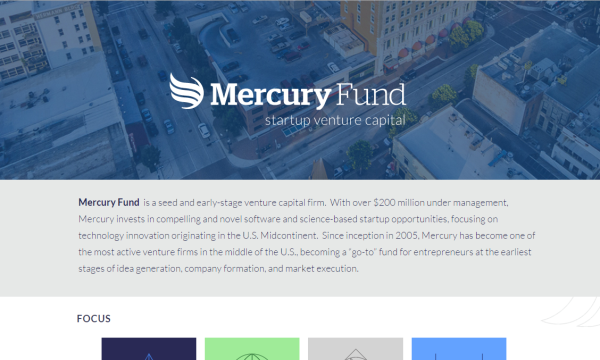 Mercury Fund
startup venture capital
Mercury Fund is a seed and early-stage venture capital firm. With over $200 million under management,
Mercury invests in compelling and novel software and science-based startup opportunities, focusing on
technology innovation originating in the U.S. Midcontinent. Since inception in 2005, Mercury has become one of
the most active venture firms in the middle of the U.S., becoming a "go-to" fund for entrepreneurs at the earliest
stages of idea generation, company formation, and market execution.
FOCUS